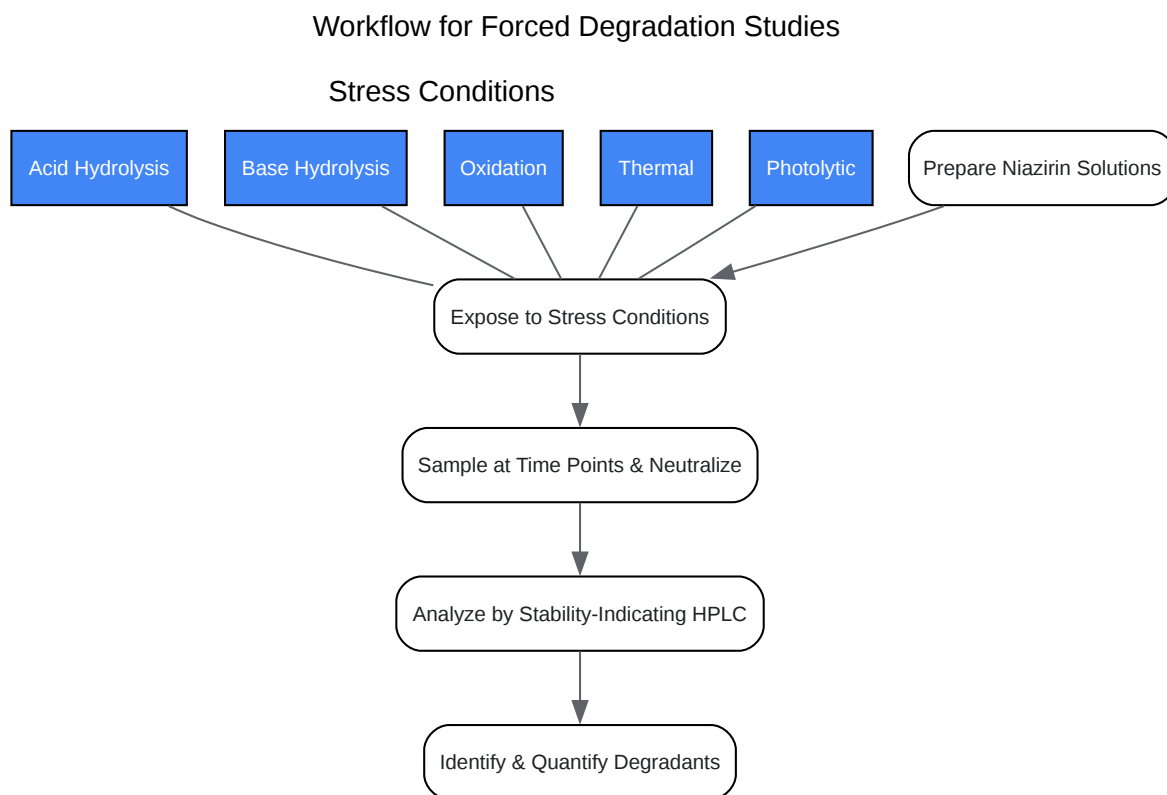 Workflow for Forced Degradation Studies
Stress Conditions
Acid Hydrolysis
Base Hydrolysis
Oxidation
Thermal
Photolytic
Prepare Niazirin Solutions
Expose to Stress Conditions
Sample at Time Points & Neutralize
Analyze by Stability-Indicating HPLC
Identify & Quantify Degradants